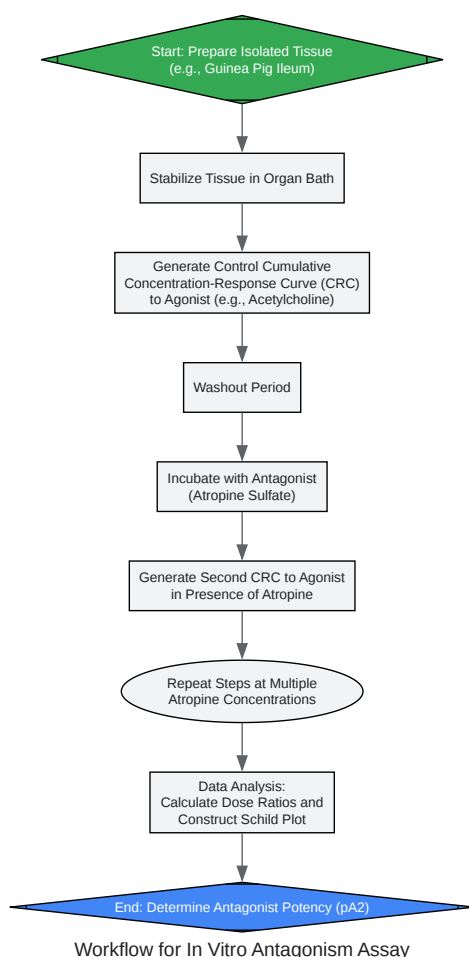 Start: Prepare Isolated Tissue
(e.g., Guinea Pig Ileum)
Stabilize Tissue in Organ Bath
Generate Control Cumulative
Concentration-Response Curve (CRC)
to Agonist (e.g., Acetylcholine)
Washout Period
Incubate with Antagonist
(Atropine Sulfate)
Generate Second CRC to Agonist
in Presence of Atropine
Repeat Steps at Multiple
Atropine Concentrations
Data Analysis:
Calculate Dose Ratios and
Construct Schild Plot
End: Determine Antagonist Potency (pA2)
Workflow for In Vitro Antagonism Assay